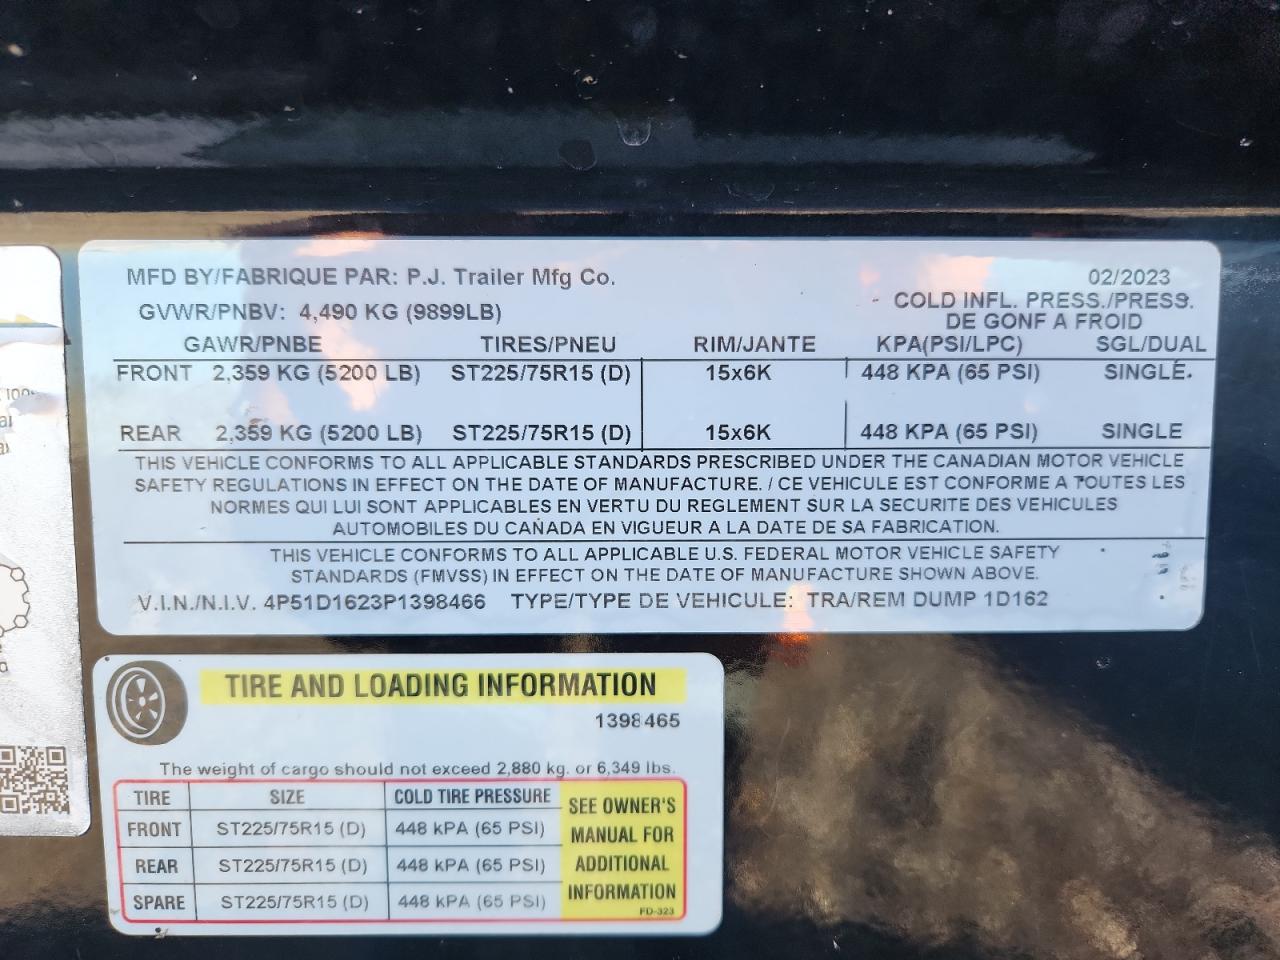 MFD BY/FABRIQUE PAR: P.J. Trailer Mfg Co. 02/2023
GVWR/PNBV: 4,490 KG (9899LB) COLD INFL. PRESS./PRESS.
DE GONF A FROID
GAWR/PNBE TIRES/PNEU RIM/JANTE KPA(PSI/LPC) SGL/DUAL
FRONT 2,359 KG (5200 LB) ST225/75R15 (D) 15x6K 448 KPA (65 PSI) SINGLE
REAR 2,359 KG (5200 LB) ST225/75R15 (D) 15x6K 448 KPA (65 PSI) SINGLE
THIS VEHICLE CONFORMS TO ALL APPLICABLE STANDARDS PRESCRIBED UNDER THE CANADIAN MOTOR VEHICLE
SAFETY REGULATIONS IN EFFECT ON THE DATE OF MANUFACTURE. / CE VEHICULE EST CONFORME A TOUTES LES
NORMES QUI LUI SONT APPLICABLES EN VERTU DU REGLEMENT SUR LA SECURITE DES VEHICULES
AUTOMOBILES DU CANADA EN VIGUEUR A LA DATE DE SA FABRICATION.
THIS VEHICLE CONFORMS TO ALL APPLICABLE U.S. FEDERAL MOTOR VEHICLE SAFETY
STANDARDS (FMVSS) IN EFFECT ON THE DATE OF MANUFACTURE SHOWN ABOVE.
V.I.N./N.I.V. 4P51D1623P1398466 TYPE/TYPE DE VEHICULE: TRA/REM DUMP 1D162
TIRE AND LOADING INFORMATION
1398465
The weight of cargo should not exceed 2,880 kg. or 6,349 lbs.
TIRE SIZE COLD TIRE PRESSURE SEE OWNER'S
FRONT ST225/75R15 (D) 448 kPA (65 PSI) MANUAL FOR
REAR ST225/75R15 (D) 448 kPA (65 PSI) ADDITIONAL
SPARE ST225/75R15 (D) 448 kPA (65 PSI) INFORMATION
FD-323